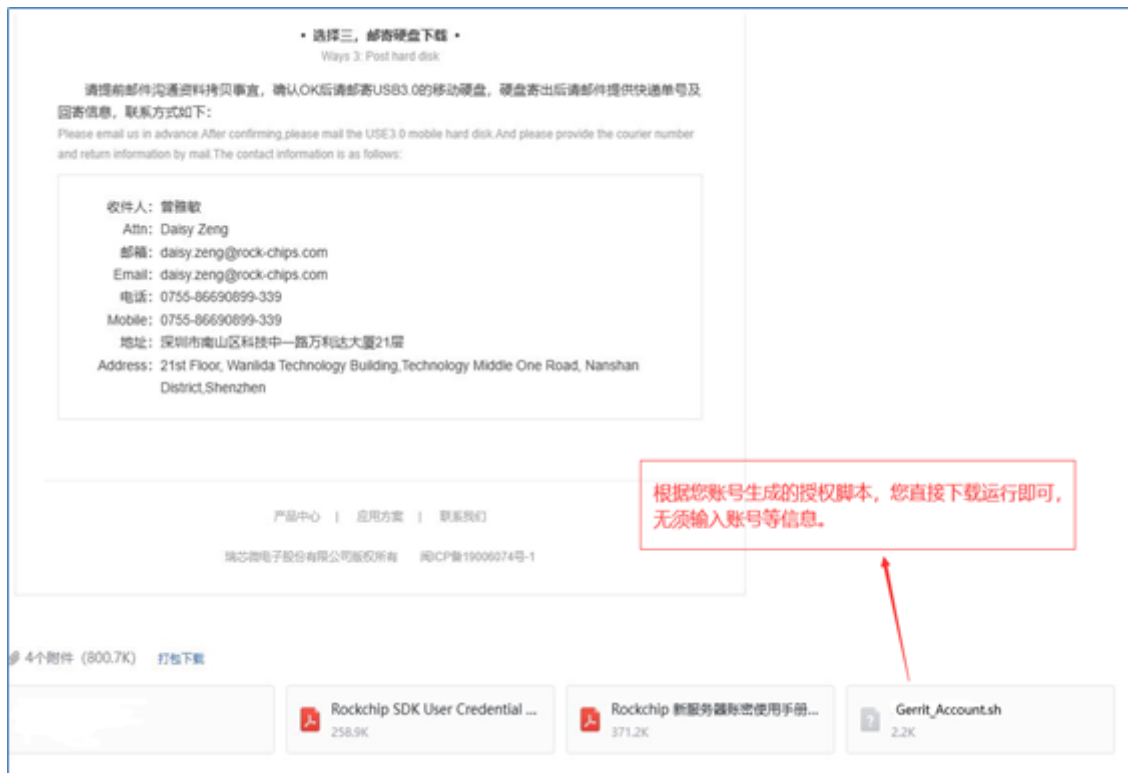 • 选择三，邮寄硬盘下载 •
Ways 3: Post hard disk
请提前邮件沟通资料拷贝事宜，确认OK后请邮寄USB3.0的移动硬盘，硬盘寄出后请邮件提供快递单号及
回寄信息，联系方式如下：
Please email us in advance.After confirming,please mail the USE3.0 mobile hard disk.And please provide the courier number
and return information by mail.The contact information is as follows:
收件人：曾雅敏
Attn: Daisy Zeng
邮箱：daisy.zeng@rock-chips.com
Email: daisy.zeng@rock-chips.com
电话：0755-86690899-339
Mobile: 0755-86690899-339
地址：深圳市南山区科技中一路万利达大厦21层
Address: 21st Floor, Wanlida Technology Building,Technology Middle One Road, Nanshan
District,Shenzhen
根据您账号生成的授权脚本，您直接下载运行即可，
无须输入账号等信息。
产品中心 | 应用方案 | 联系我们
瑞芯微电子股份有限公司版权所有 闽ICP备19006074号-1
4个附件 (800.7K) 打包下载
Rockchip SDK User Credential ...
258.9K
Rockchip 新服务器账密使用手册...
371.2K
Gerrit_Account.sh
2.2K